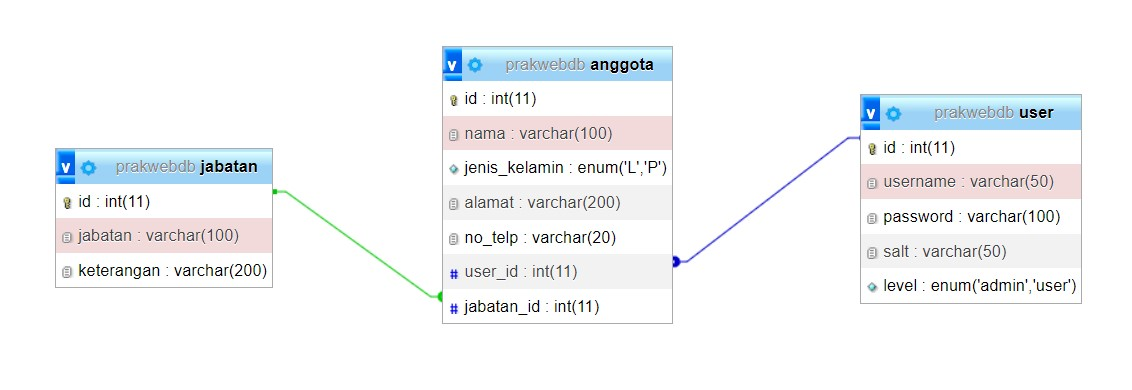 prakwebdb jabatan
id : int(11)
jabatan : varchar(100)
keterangan : varchar(200)
prakwebdb anggota
id : int(11)
nama : varchar(100)
jenis_kelamin : enum('L','P')
alamat : varchar(200)
no_telp : varchar(20)
user_id : int(11)
jabatan_id : int(11)
prakwebdb user
id : int(11)
username : varchar(50)
password : varchar(100)
salt : varchar(50)
level : enum('admin','user')